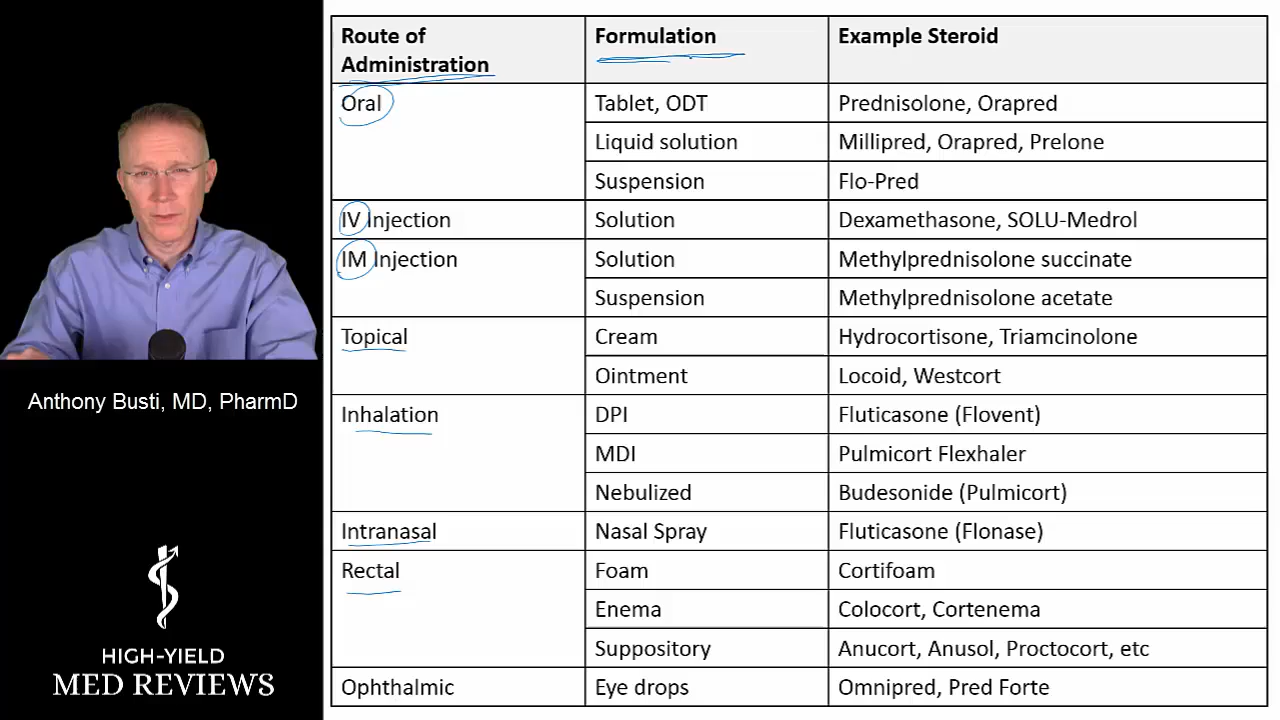 Route of Administration Formulation Example Steroid
Oral Tablet, ODT Prednisolone, Orapred
Liquid solution Millipred, Orapred, Prelone
Suspension Flo-Pred
IV Injection Solution Dexamethasone, SOLU-Medrol
IM Injection Solution Methylprednisolone succinate
Suspension Methylprednisolone acetate
Topical Cream Hydrocortisone, Triamcinolone
Ointment Locoid, Westcort
Inhalation DPI Fluticasone (Flovent)
MDI Pulmicort Flexhaler
Nebulized Budesonide (Pulmicort)
Intranasal Nasal Spray Fluticasone (Flonase)
Rectal Foam Cortifoam
Enema Colocort, Cortenema
Suppository Anucort, Anusol, Proctocort, etc
Ophthalmic Eye drops Omnipred, Pred Forte
Anthony Busti, MD, PharmD
HIGH-YIELD
MED REVIEWS